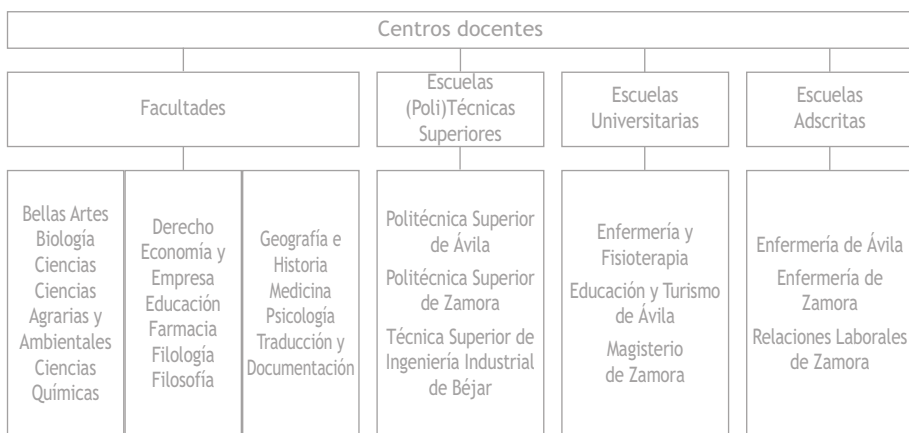 Centros docentes
Facultades
Escuelas
(Poli)Técnicas
Superiores
Escuelas
Universitarias
Escuelas
Adscritas
Bellas Artes
Biología
Ciencias
Ciencias
Agrarias y
Ambientales
Ciencias
Químicas
Derecho
Economía y
Empresa
Educación
Farmacia
Filología
Filosofía
Geografía e
Historia
Medicina
Psicología
Traducción y
Documentación
Politécnica Superior
de Ávila
Politécnica Superior
de Zamora
Técnica Superior de
Ingeniería Industrial
de Béjar
Enfermería y
Fisioterapia
Educación y Turismo
de Ávila
Magisterio
de Zamora
Enfermería de Ávila
Enfermería de
Zamora
Relaciones Laborales
de Zamora